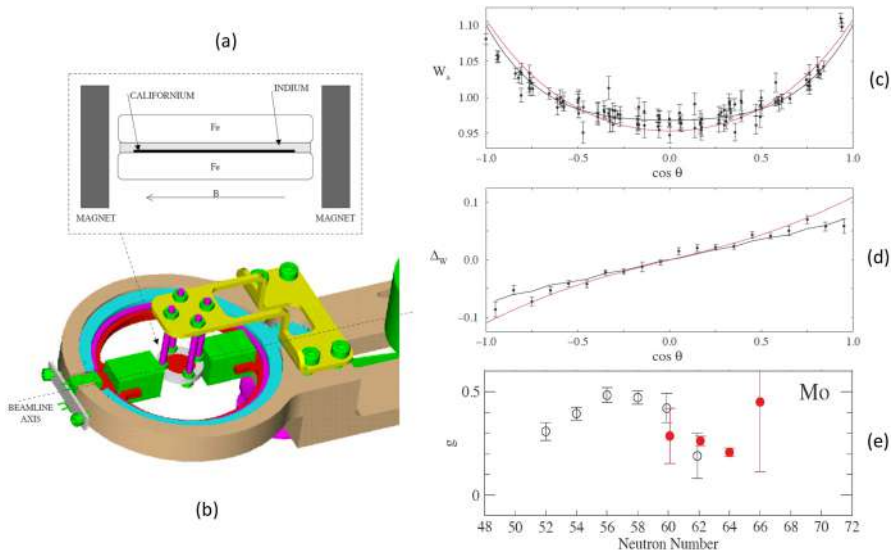 (a)
CALIFORNIUM
INDIUM
Fe
Fe
B
MAGNET
MAGNET
BEAMLINE
AXIS
(b)
1.10
1.05
1.00
0.95
Wₐ
-1.0 -0.5 0.0 0.5 1.0
cos θ
(c)
0.1
0.0
-0.1
Δ_W
-1.0 -0.5 0.0 0.5 1.0
cos θ
(d)
0.5
0
g
Mo
48 50 52 54 56 58 60 62 64 66 68 70 72
Neutron Number
(e)